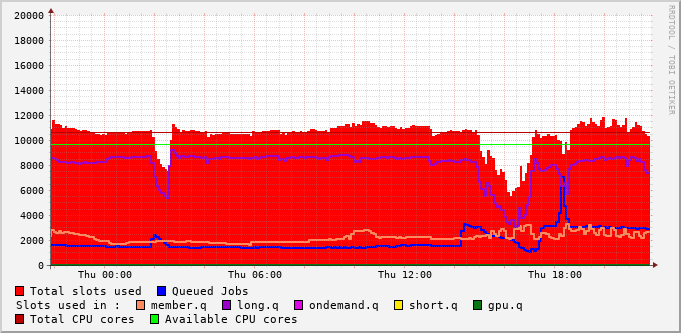 20000
18000
16000
14000
12000
10000
8000
6000
4000
2000
0
Thu 00:00 Thu 06:00 Thu 12:00 Thu 18:00
Total slots used Queued Jobs
Slots used in : member.q long.q ondemand.q short.q gpu.q
Total CPU cores Available CPU cores
RRDTOOL / TOBI OETIKER